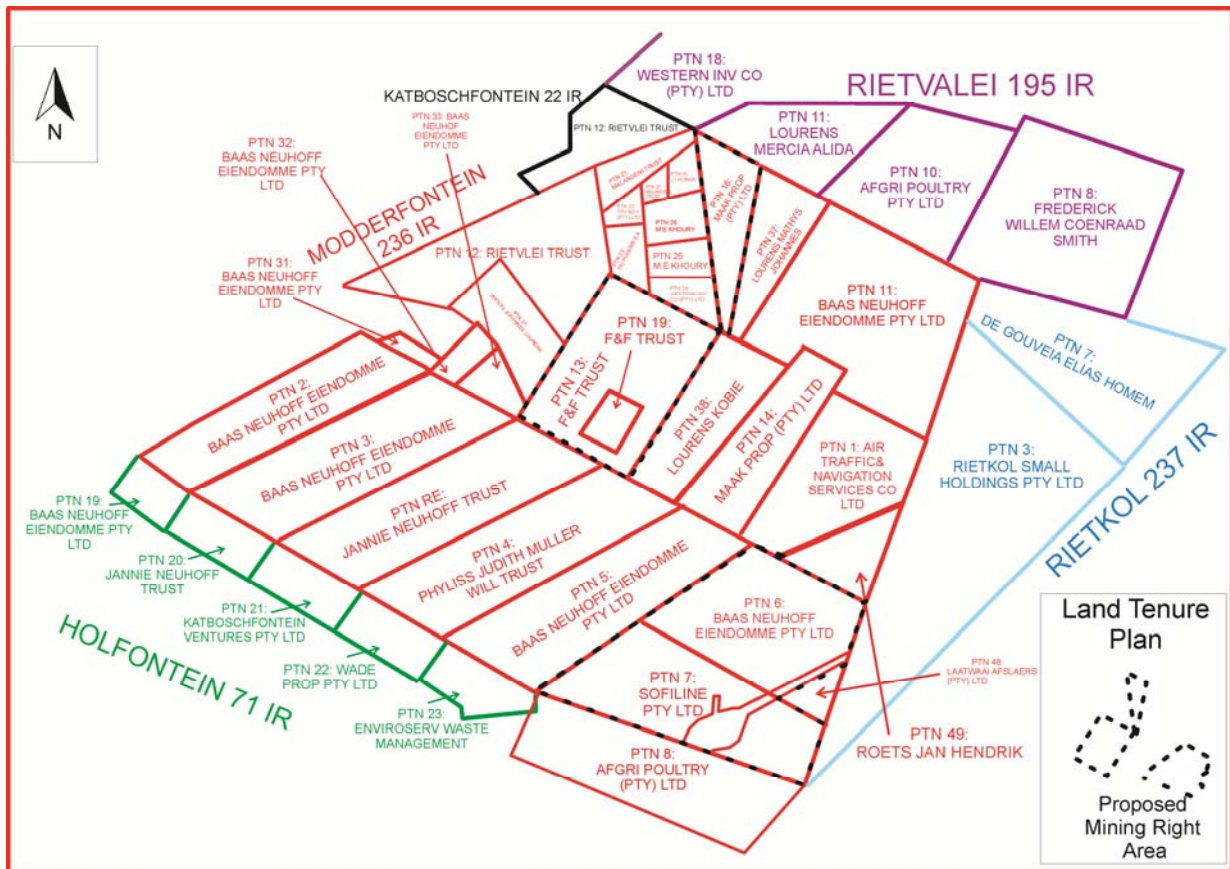 N
PTN 18:
WESTERN INV CO
(PTY) LTD
RIETVALEI 195 IR
KATBOSCHFONTEIN 22 IR
PTN 12: RIETVLEI TRUST
PTN 11:
LOURENS
MERCIA ALIDA
PTN 10:
AFGRI POULTRY
PTY LTD
PTN 8:
FREDERICK
WILLEM COENRAAD
SMITH
PTN 33: BAAS
NEUHOF
EIENDOMME
PTY LTD
PTN 32:
BAAS NEUHOFF
EIENDOMME PTY
LTD
MODDERFONTEIN
236 IR
PTN 31:
BAAS NEUHOFF
EIENDOMME PTY
LTD
PTN 12: RIETVLEI TRUST
MALANGENI TRUST
PTN 26
M.E KHOURY
PTN 25
M.E KHOURY
PTN 16:
MAAK PROP
(PTY) LTD
PTN 37:
LOURENS MATHYS
JOHANNES
PTN 11:
BAAS NEUHOFF
EIENDOMME PTY LTD
PTN 7:
DE GOUVEIA ELIAS HOMEM
PTN 19:
F&F TRUST
PTN 13:
F&F TRUST
PTN 38:
LOURENS KOBIE
PTN 14:
MAAK PROP (PTY) LTD
PTN 1: AIR
TRAFFIC&
NAVIGATION
SERVICES CO
LTD
PTN 3:
RIETKOL SMALL
HOLDINGS PTY LTD
RIETKOL 237 IR
PTN 2:
BAAS NEUHOFF EIENDOMME
PTY LTD
PTN 3:
BAAS NEUHOFF EIENDOMME
PTY LTD
PTN RE:
JANNIE NEUHOFF TRUST
PTN 4:
PHYLISS JUDITH MULLER
WILL TRUST
PTN 5:
BAAS NEUHOFF EIENDOMME
PTY LTD
PTN 6:
BAAS NEUHOFF
EIENDOMME PTY LTD
PTN 7:
SOFILINE
PTY LTD
PTN 48:
LAATWAAI AFSLAERS
(PTY) LTD
PTN 49:
ROETS JAN HENDRIK
PTN 8:
AFGRI POULTRY
(PTY) LTD
PTN 19:
BAAS NEUHOFF
EIENDOMME PTY
LTD
PTN 20:
JANNIE NEUHOFF
TRUST
PTN 21:
KATBOSCHFONTEIN
VENTURES PTY LTD
PTN 22: WADE
PROP PTY LTD
PTN 23:
ENVIROSERV WASTE
MANAGEMENT
HOLFONTEIN 71 IR
Land Tenure
Plan
Proposed
Mining Right
Area